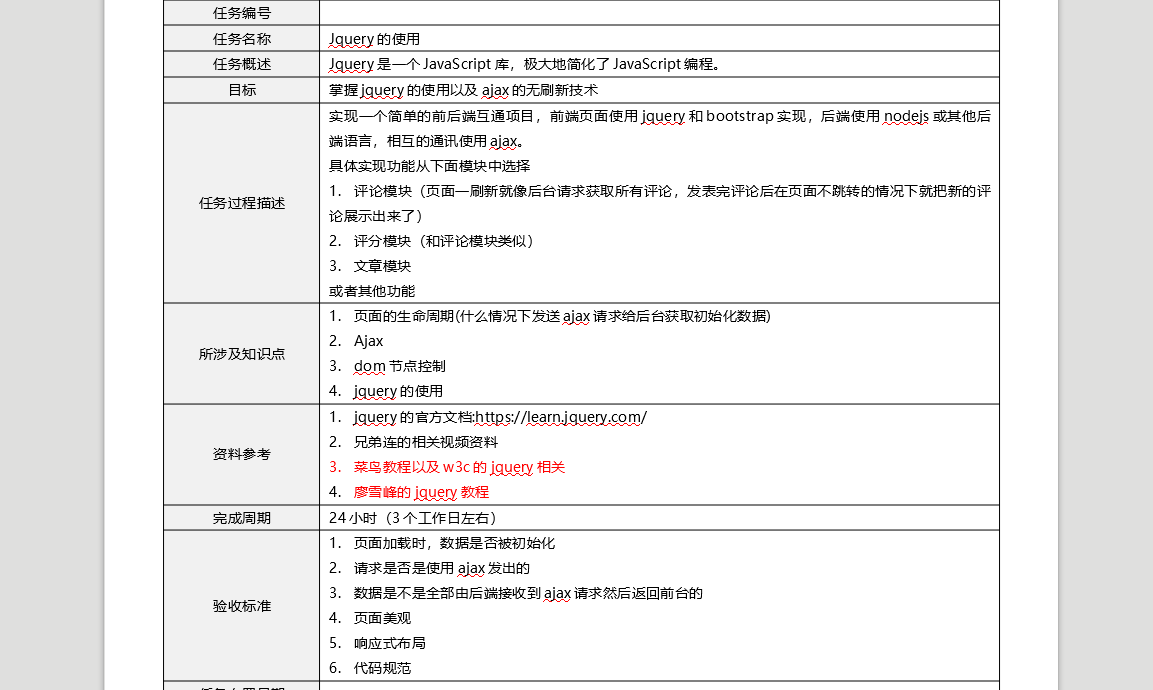 任务编号
任务名称 Jquery 的使用
任务概述 Jquery 是一个 JavaScript 库，极大地简化了 JavaScript 编程。
目标 掌握 jquery 的使用以及 ajax 的无刷新技术
任务过程描述
实现一个简单的前后端互通项目，前端页面使用 jquery 和 bootstrap 实现，后端使用 nodejs 或其他后
端语言，相互的通讯使用 ajax。
具体实现功能从下面模块中选择
1. 评论模块（页面一刷新就像后台请求获取所有评论，发表完评论后在页面不跳转的情况下就把新的评
论展示出来了）
2. 评分模块（和评论模块类似）
3. 文章模块
或者其他功能
所涉及知识点
1. 页面的生命周期(什么情况下发送 ajax 请求给后台获取初始化数据)
2. Ajax
3. dom 节点控制
4. jquery 的使用
资料参考
1. jquery 的官方文档:https://learn.jquery.com/
2. 兄弟连的相关视频资料
3. 菜鸟教程以及 w3c 的 jquery 相关
4. 廖雪峰的 jquery 教程
完成周期 24 小时（3 个工作日左右）
验收标准
1. 页面加载时，数据是否被初始化
2. 请求是否是使用 ajax 发出的
3. 数据是不是全部由后端接收到 ajax 请求然后返回前台的
4. 页面美观
5. 响应式布局
6. 代码规范